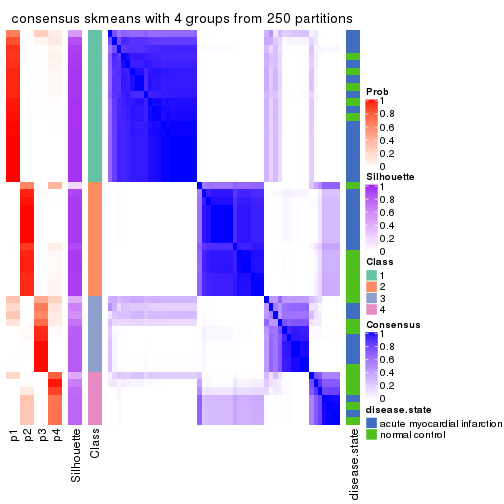 consensus skmeans with 4 groups from 250 partitions
Prob
1
0.8
0.6
0.4
0.2
0
Silhouette
1
0.8
0.6
0.4
0.2
0
Class
1
2
3
4
Consensus
1
0.8
0.6
0.4
0.2
0
disease.state
acute myocardial infarction
normal control
p1
p2
p3
p4
Silhouette
Class
disease.state